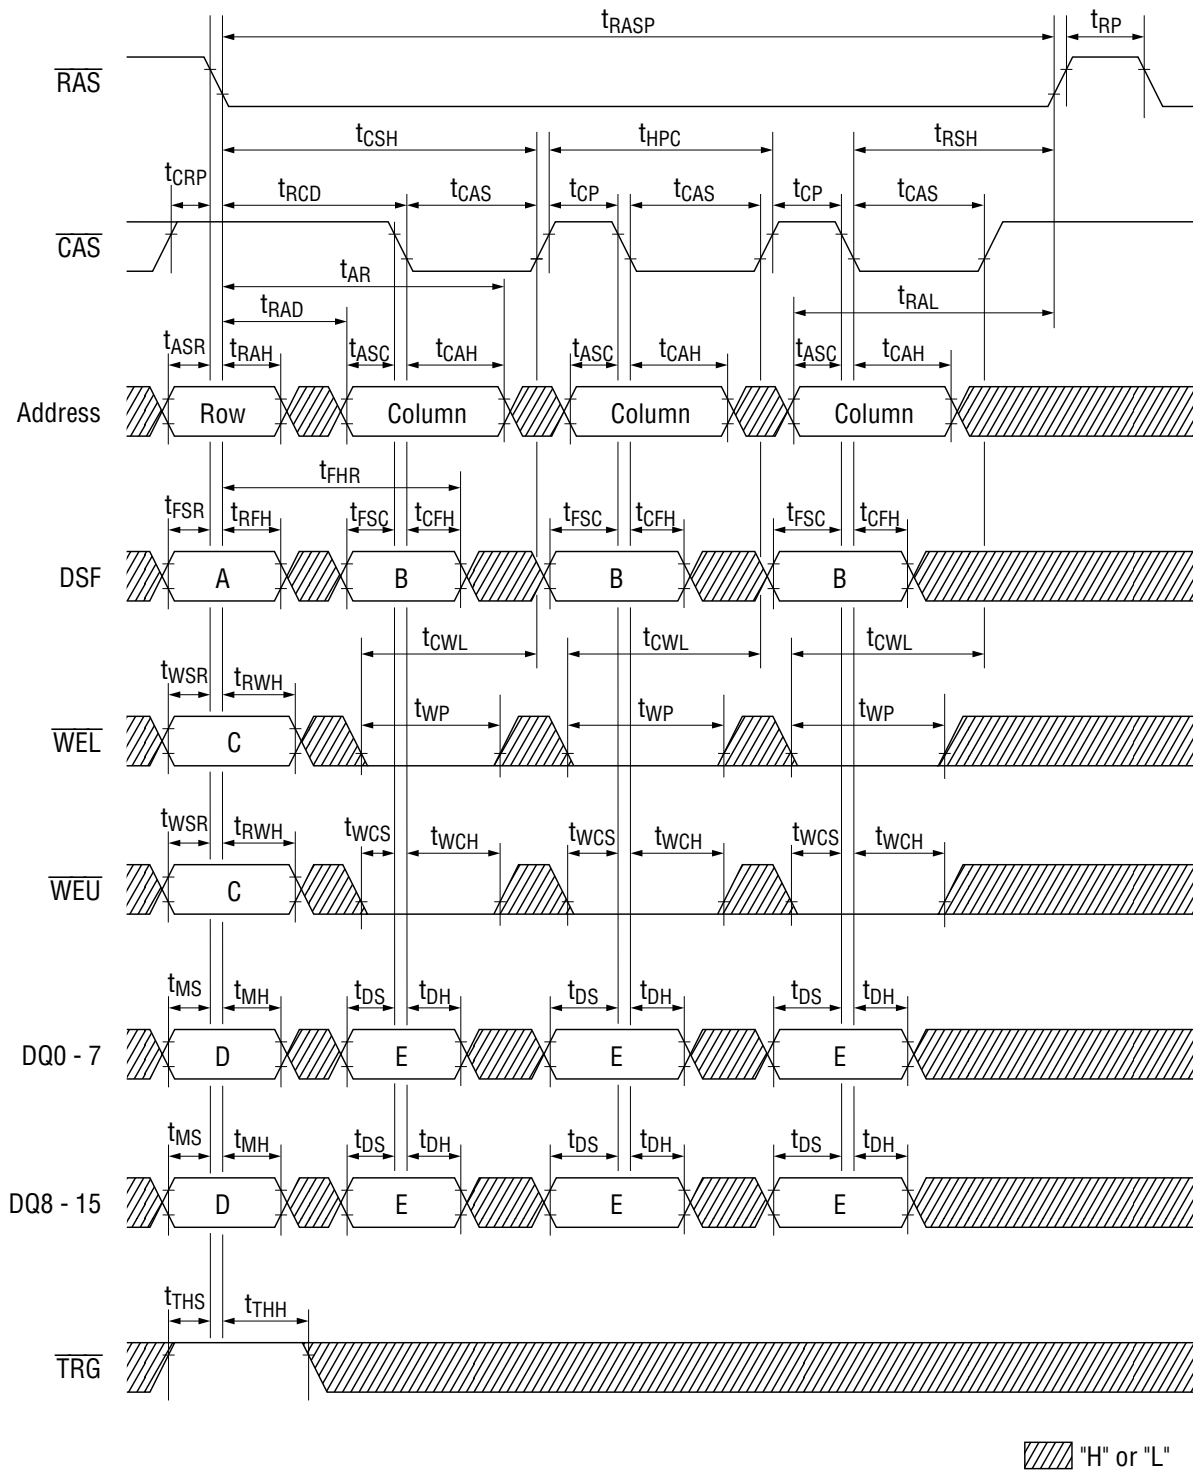 tRASP tRP
RAS
tCSH tHPC tRSH
tCRP tRCD tCAS tCP tCAS tCP tCAS
CAS
tAR
tRAD tRAL
tASR tRAH tASC tCAH tASC tCAH tASC tCAH
Address Row Column Column Column
tFHR
tFSR tRFH tFSC tCFH tFSC tCFH tFSC tCFH
DSF A B B B
tCWL tCWL tCWL
tWSR tRWH tWP tWP tWP
WEL C
tWSR tRWH tWCS tWCH tWCS tWCH tWCS tWCH
WEU C
tMS tMH tDS tDH tDS tDH tDS tDH
DQ0 - 7 D E E E
tMS tMH tDS tDH tDS tDH tDS tDH
DQ8 - 15 D E E E
tTHS tTHH
TRG
"H" or "L"